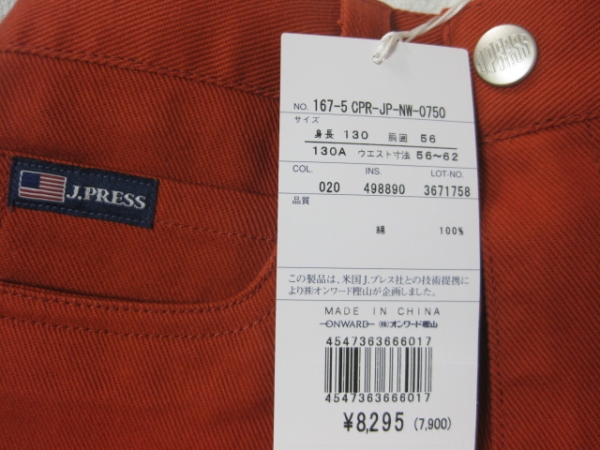 J.PRESS
J.PRESS
NO. 167-5 CPR-JP-NW-0750
サイズ
身長 130 胴囲 56
130A ウエスト寸法 56～62
COL. INS. LOT-NO.
020 498890 3671758
品質
綿 100%
この製品は、米国J.プレス社との技術提携に
より㈱オンワード樫山が企画しました。
MADE IN CHINA
ONWARD ㈱オンワード樫山
4547363666017
4547363666017
¥8,295 (7,900)